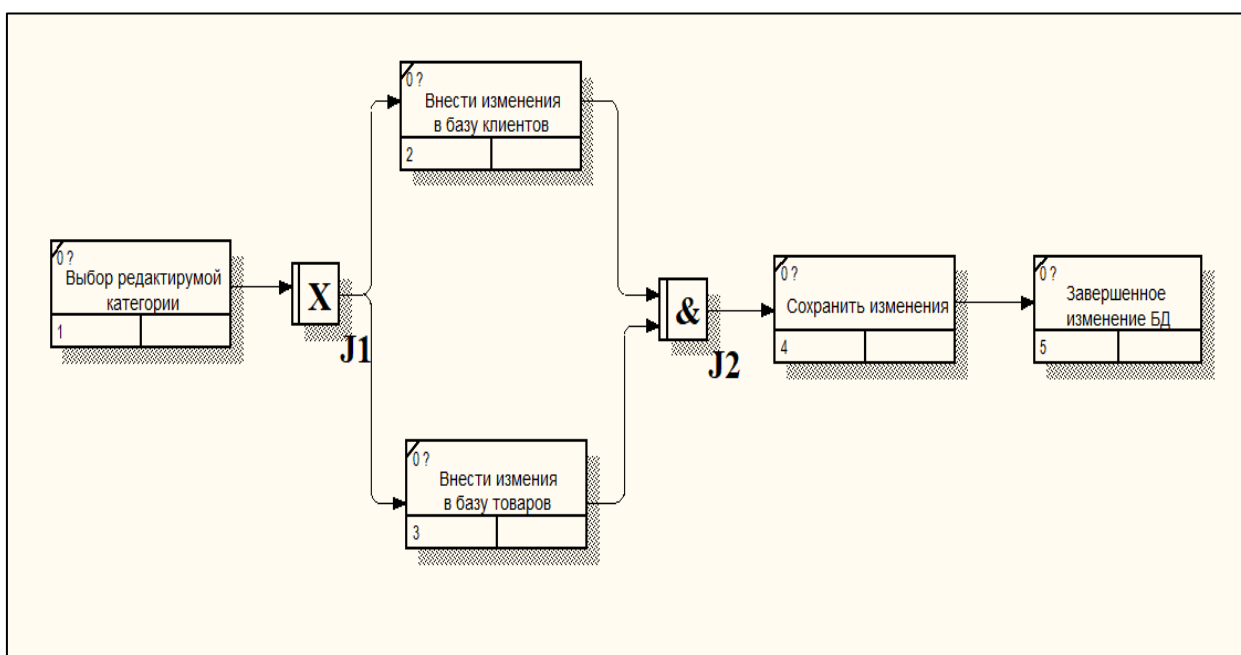 0 ?
Внести изменения
в базу клиентов
2
0 ?
Выбор редактирумой
категории
1
X
J1
&
J2
0 ?
Сохранить изменения
4
0 ?
Завершенное
изменение БД
5
0 ?
Внести измения
в базу товаров
3